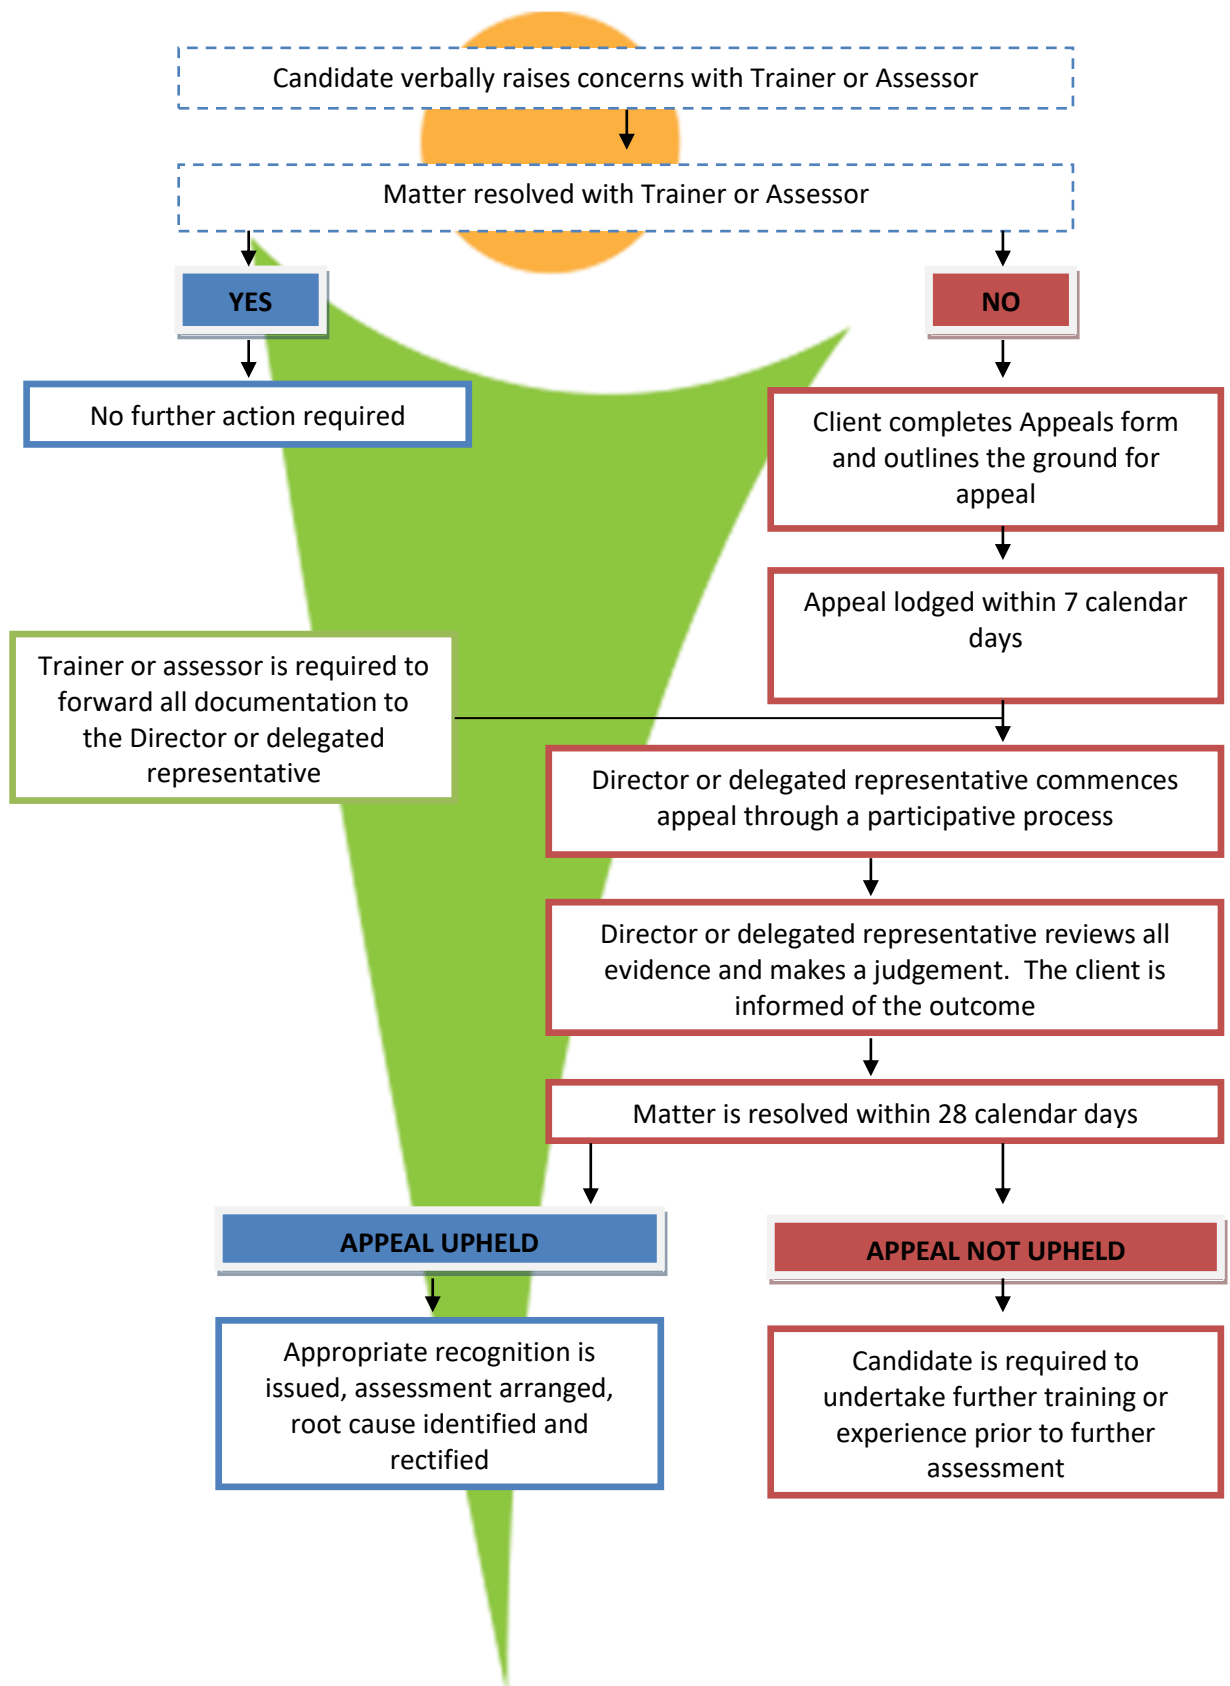 Candidate verbally raises concerns with Trainer or Assessor
Matter resolved with Trainer or Assessor
YES
NO
No further action required
Client completes Appeals form
and outlines the ground for
appeal
Appeal lodged within 7 calendar
days
Trainer or assessor is required to
forward all documentation to
the Director or delegated
representative
Director or delegated representative commences
appeal through a participative process
Director or delegated representative reviews all
evidence and makes a judgement.  The client is
informed of the outcome
Matter is resolved within 28 calendar days
APPEAL UPHELD
APPEAL NOT UPHELD
Appropriate recognition is
issued, assessment arranged,
root cause identified and
rectified
Candidate is required to
undertake further training or
experience prior to further
assessment